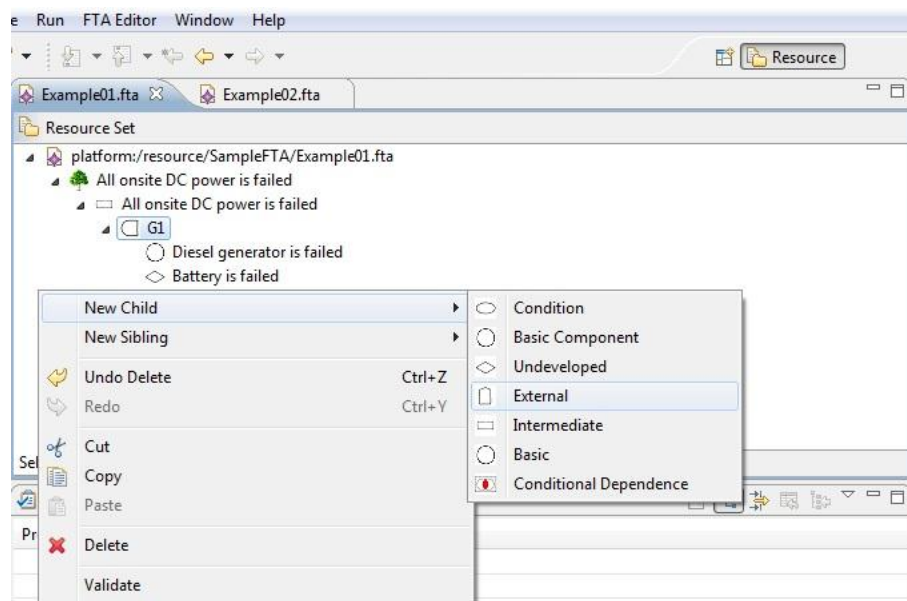 e Run FTA Editor Window Help
Resource
Example01.fta Example02.fta
Resource Set
platform:/resource/SampleFTA/Example01.fta
All onsite DC power is failed
All onsite DC power is failed
G1
Diesel generator is failed
Battery is failed
New Child
New Sibling
Undo Delete Ctrl+Z
Redo Ctrl+Y
Cut
Copy
Paste
Delete
Validate
Condition
Basic Component
Undeveloped
External
Intermediate
Basic
Conditional Dependence
Sel
Pr